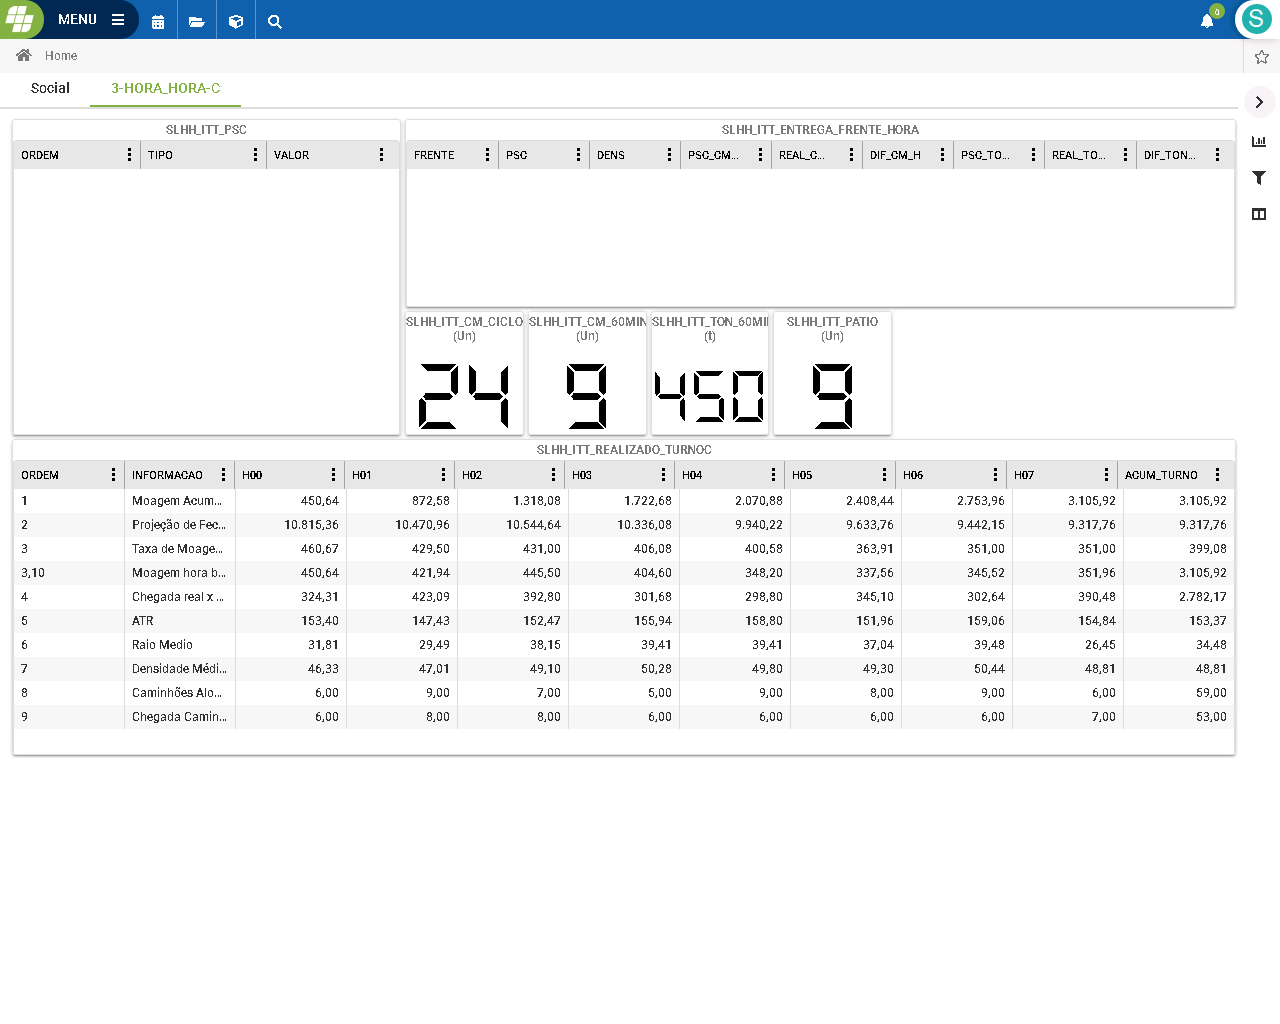 MENU
0
S
Home
Social 3-HORA_HORA-C
SLHH_ITT_PSC
ORDEM TIPO VALOR
SLHH_ITT_ENTREGA_FRENTE_HORA
FRENTE PSC DENS PSC_CM... REAL_C... DIF_CM_H PSC_TO... REAL_TO... DIF_TON...
SLHH_ITT_CM_CICLO
(Un)
24
SLHH_ITT_CM_60MIN
(Un)
9
SLHH_ITT_TON_60MI
(t)
450
SLHH_ITT_PATIO
(Un)
9
SLHH_ITT_REALIZADO_TURNOC
ORDEM INFORMACAO H00 H01 H02 H03 H04 H05 H06 H07 ACUM_TURNO
1 Moagem Acum... 450,64 872,58 1.318,08 1.722,68 2.070,88 2.408,44 2.753,96 3.105,92 3.105,92
2 Projeção de Fec... 10.815,36 10.470,96 10.544,64 10.336,08 9.940,22 9.633,76 9.442,15 9.317,76 9.317,76
3 Taxa de Moage... 460,67 429,50 431,00 406,08 400,58 363,91 351,00 351,00 399,08
3,10 Moagem hora b... 450,64 421,94 445,50 404,60 348,20 337,56 345,52 351,96 3.105,92
4 Chegada real x ... 324,31 423,09 392,80 301,68 298,80 345,10 302,64 390,48 2.782,17
5 ATR 153,40 147,43 152,47 155,94 158,80 151,96 159,06 154,84 153,37
6 Raio Medio 31,81 29,49 38,15 39,41 39,41 37,04 39,48 26,45 34,48
7 Densidade Médi... 46,33 47,01 49,10 50,28 49,80 49,30 50,44 48,81 48,81
8 Caminhões Alo... 6,00 9,00 7,00 5,00 9,00 8,00 9,00 6,00 59,00
9 Chegada Camin... 6,00 8,00 8,00 6,00 6,00 6,00 6,00 7,00 53,00